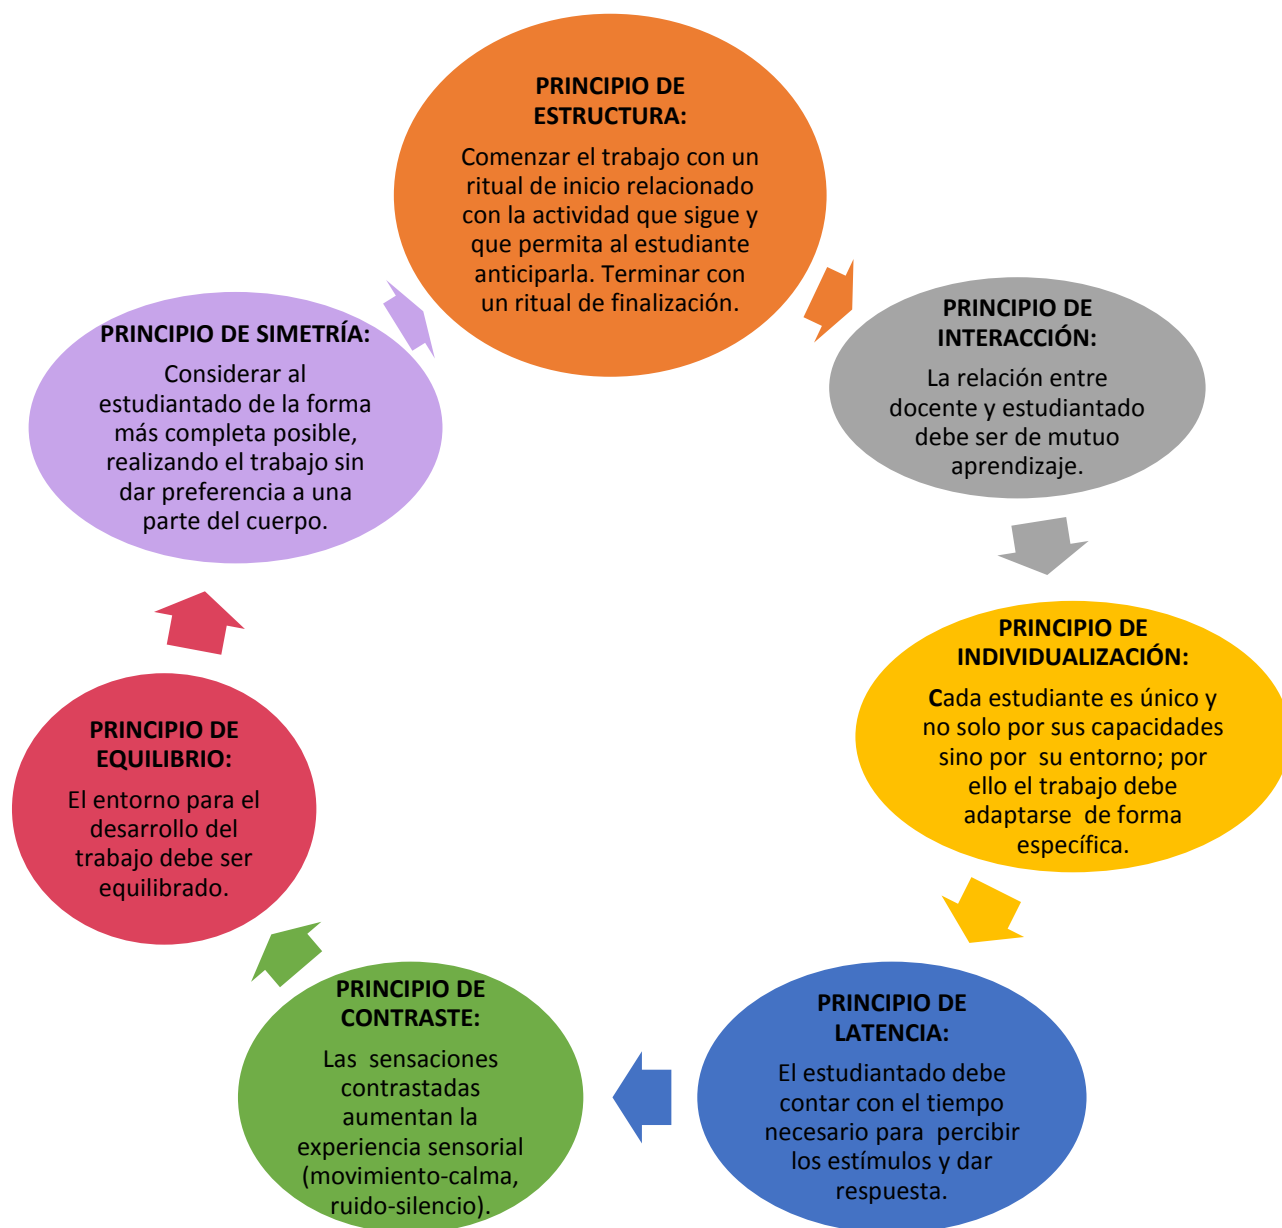 PRINCIPIO DE
ESTRUCTURA:
Comenzar el trabajo con un
ritual de inicio relacionado
con la actividad que sigue y
que permita al estudiante
anticiparla. Terminar con
un ritual de finalización.
PRINCIPIO DE
INTERACCIÓN:
La relación entre
docente y estudiantado
debe ser de mutuo
aprendizaje.
PRINCIPIO DE
INDIVIDUALIZACIÓN:
Cada estudiante es único y
no solo por sus capacidades
sino por  su entorno; por
ello el trabajo debe
adaptarse  de forma
específica.
PRINCIPIO DE
LATENCIA:
El estudiantado debe
contar con el tiempo
necesario para  percibir
los estímulos y dar
respuesta.
PRINCIPIO DE
CONTRASTE:
Las  sensaciones
contrastadas
aumentan la
experiencia sensorial
(movimiento-calma,
ruido-silencio).
PRINCIPIO DE
EQUILIBRIO:
El entorno para el
desarrollo del
trabajo debe ser
equilibrado.
PRINCIPIO DE SIMETRÍA:
Considerar al
estudiantado de la forma
más completa posible,
realizando el trabajo sin
dar preferencia a una
parte del cuerpo.